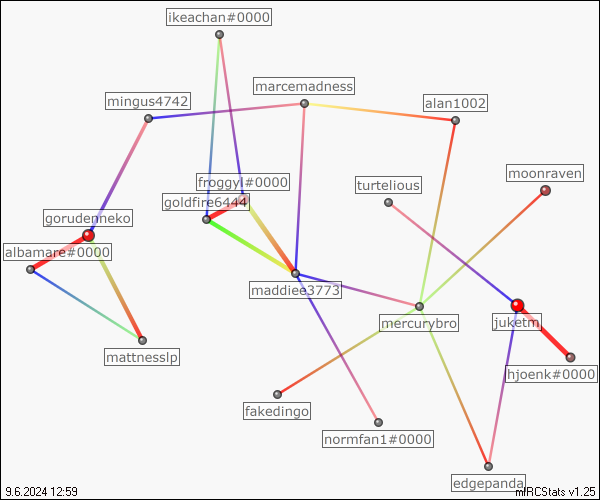 ikeachan#0000
marcemadness
mingus4742
alan1002
moonraven
froggyl#0000
turtelious
goldfire6444
gorudenneko
albamare#0000
maddiee3773
mercurybro
juketm
mattnesslp
hjoenk#0000
fakedingo
normfan1#0000
edgepanda
9.6.2024 12:59
mIRCStats v1.25